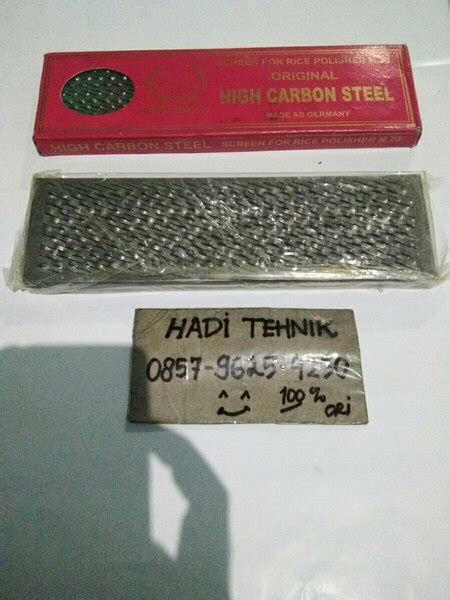 SCREEN FOR RICE POLISHER N.70
ORIGINAL
HIGH CARBON STEEL
MADE AS GERMANY
HIGH CARBON STEEL SCREEN FOR RICE POLISHER N.70
HADi TEHNIK
0857-9625-4230
100% ORi